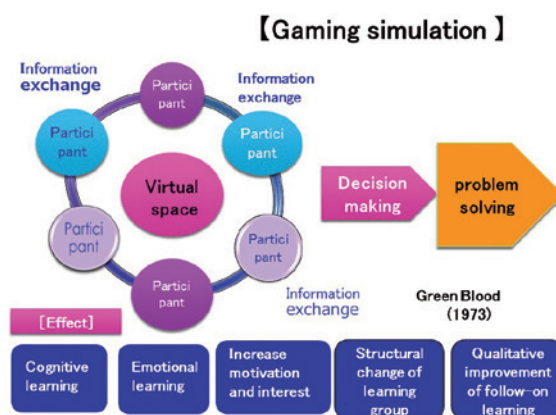 【Gaming simulation】
Information
exchange
Partici
pant
Information
exchange
Partici
pant
Partici
pant
Virtual
space
Decision
making
problem
solving
Partici
pant
Partici
pant
Partici
pant
Information
exchange
Green Blood
(1973)
[Effect]
Cognitive
learning
Emotional
learning
Increase
motivation
and interest
Structural
change of
learning
group
Qualitative
improvement
of follow-on
learning